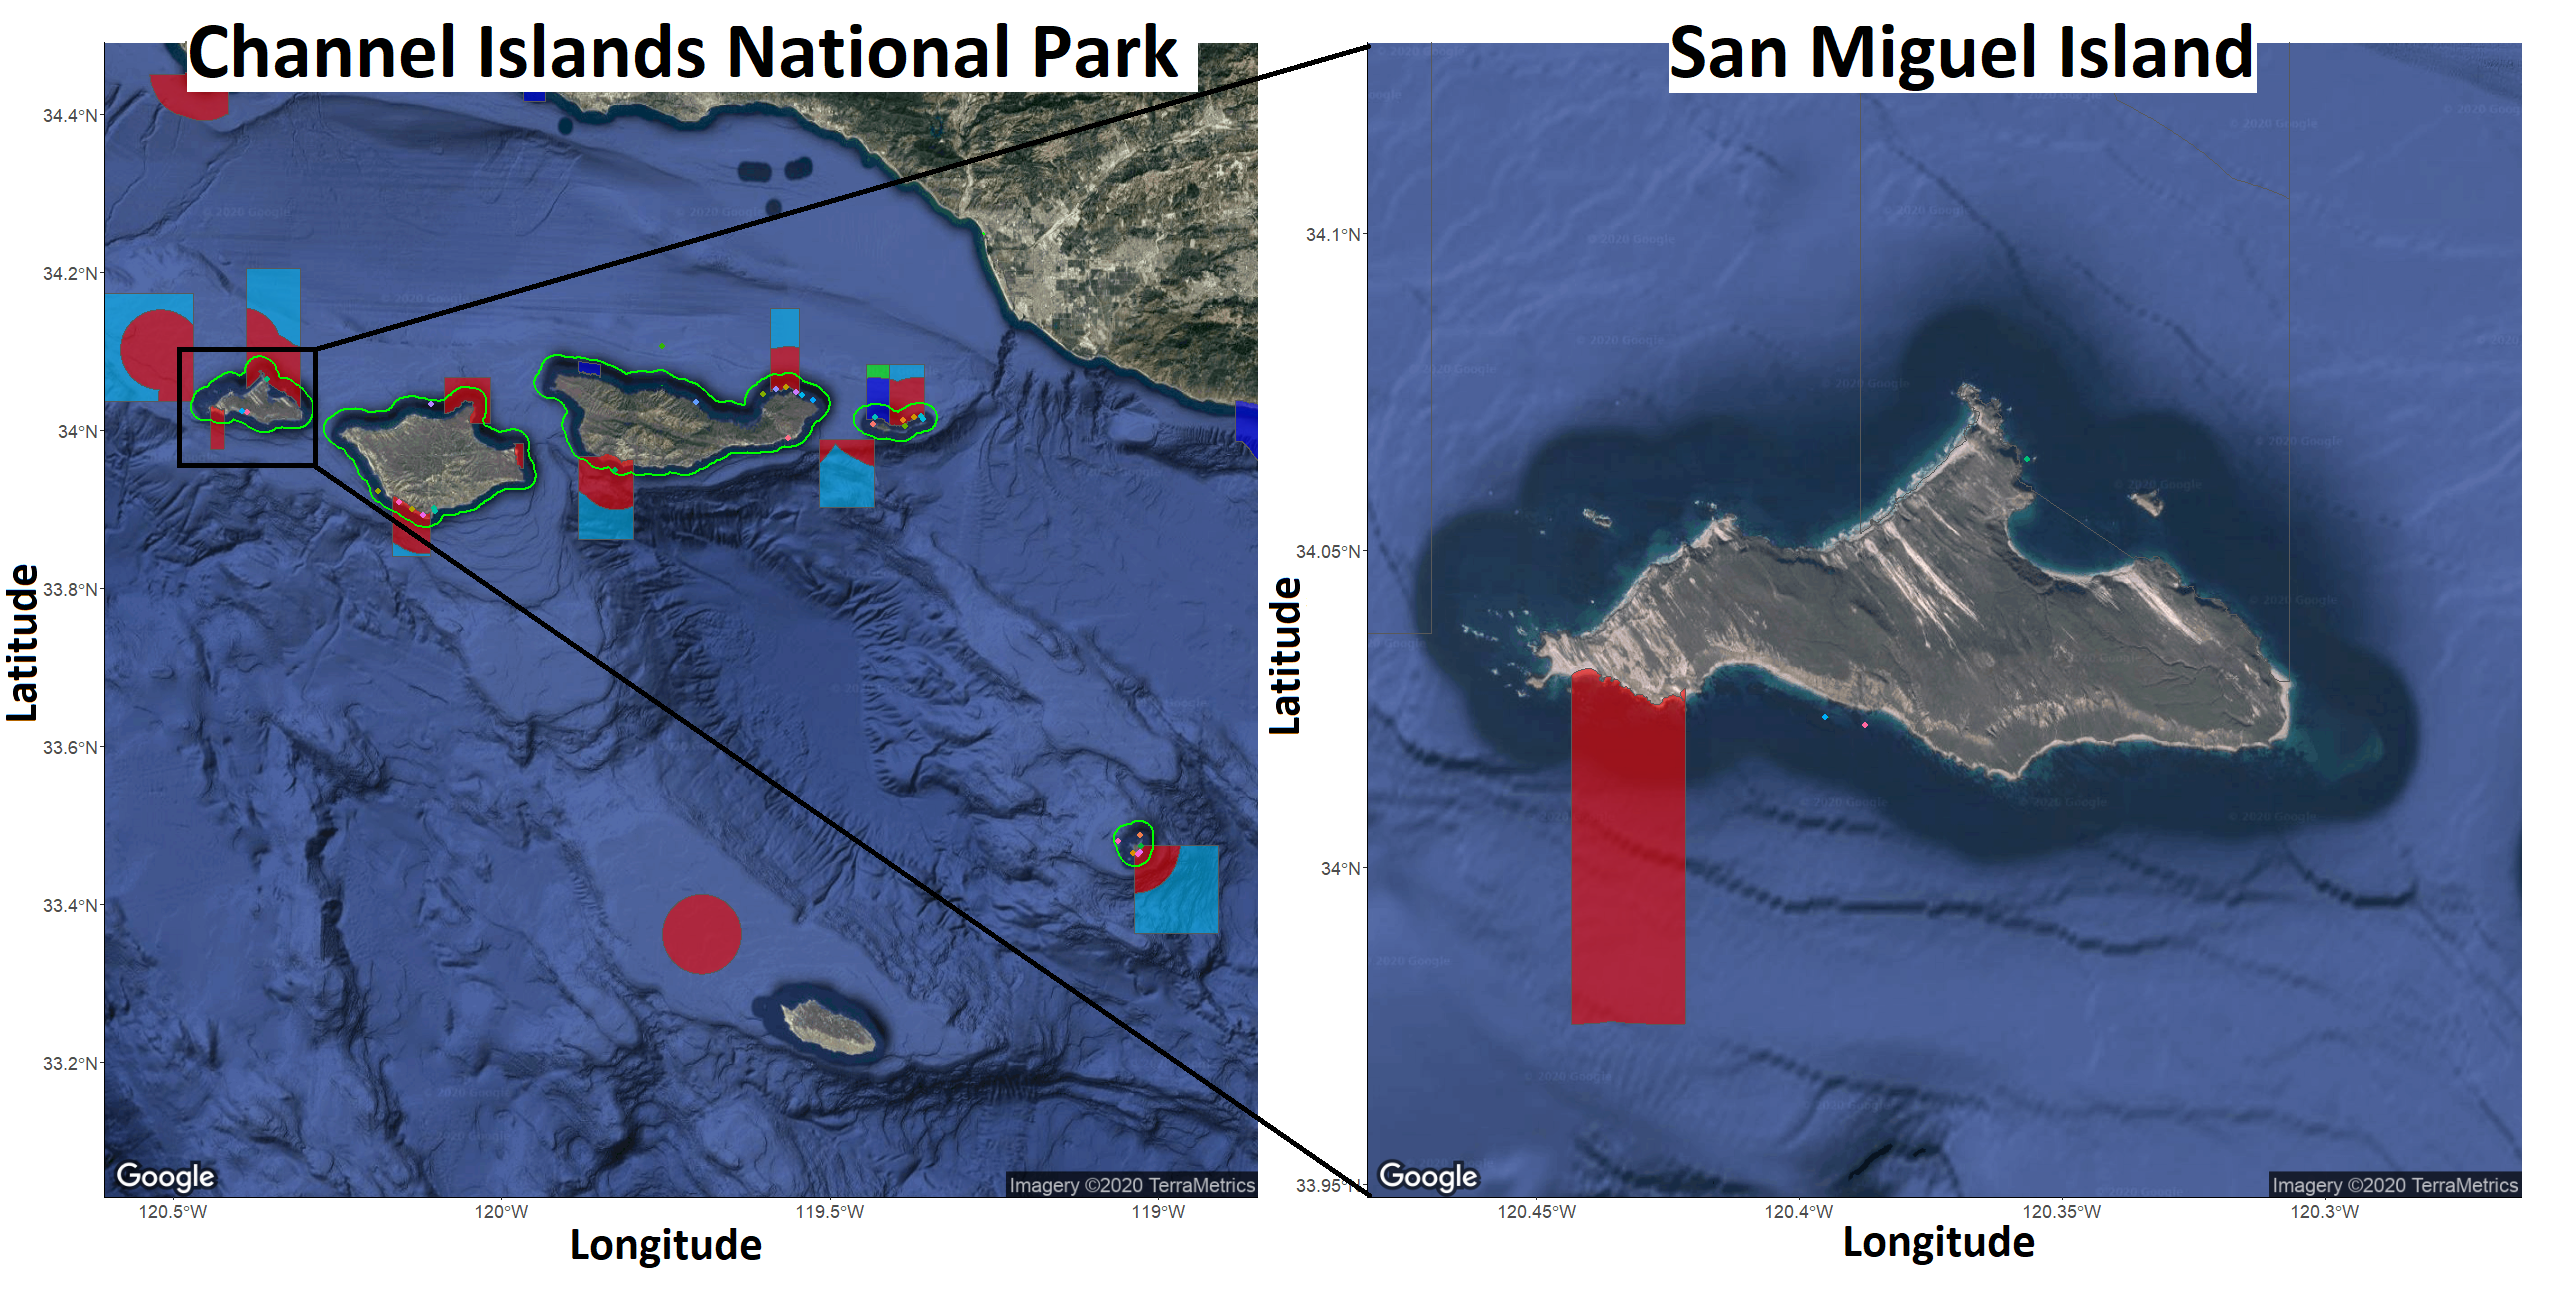 Channel Islands National Park
San Miguel Island
34.4°N
34.2°N
34°N
33.8°N
33.6°N
33.4°N
33.2°N
Latitude
120.5°W
120°W
119.5°W
119°W
Longitude
Google
Imagery ©2020 TerraMetrics
34.1°N
34.05°N
34°N
33.95°N
Latitude
120.45°W
120.4°W
120.35°W
120.3°W
Longitude
Google
Imagery ©2020 TerraMetrics
© 2020 Google